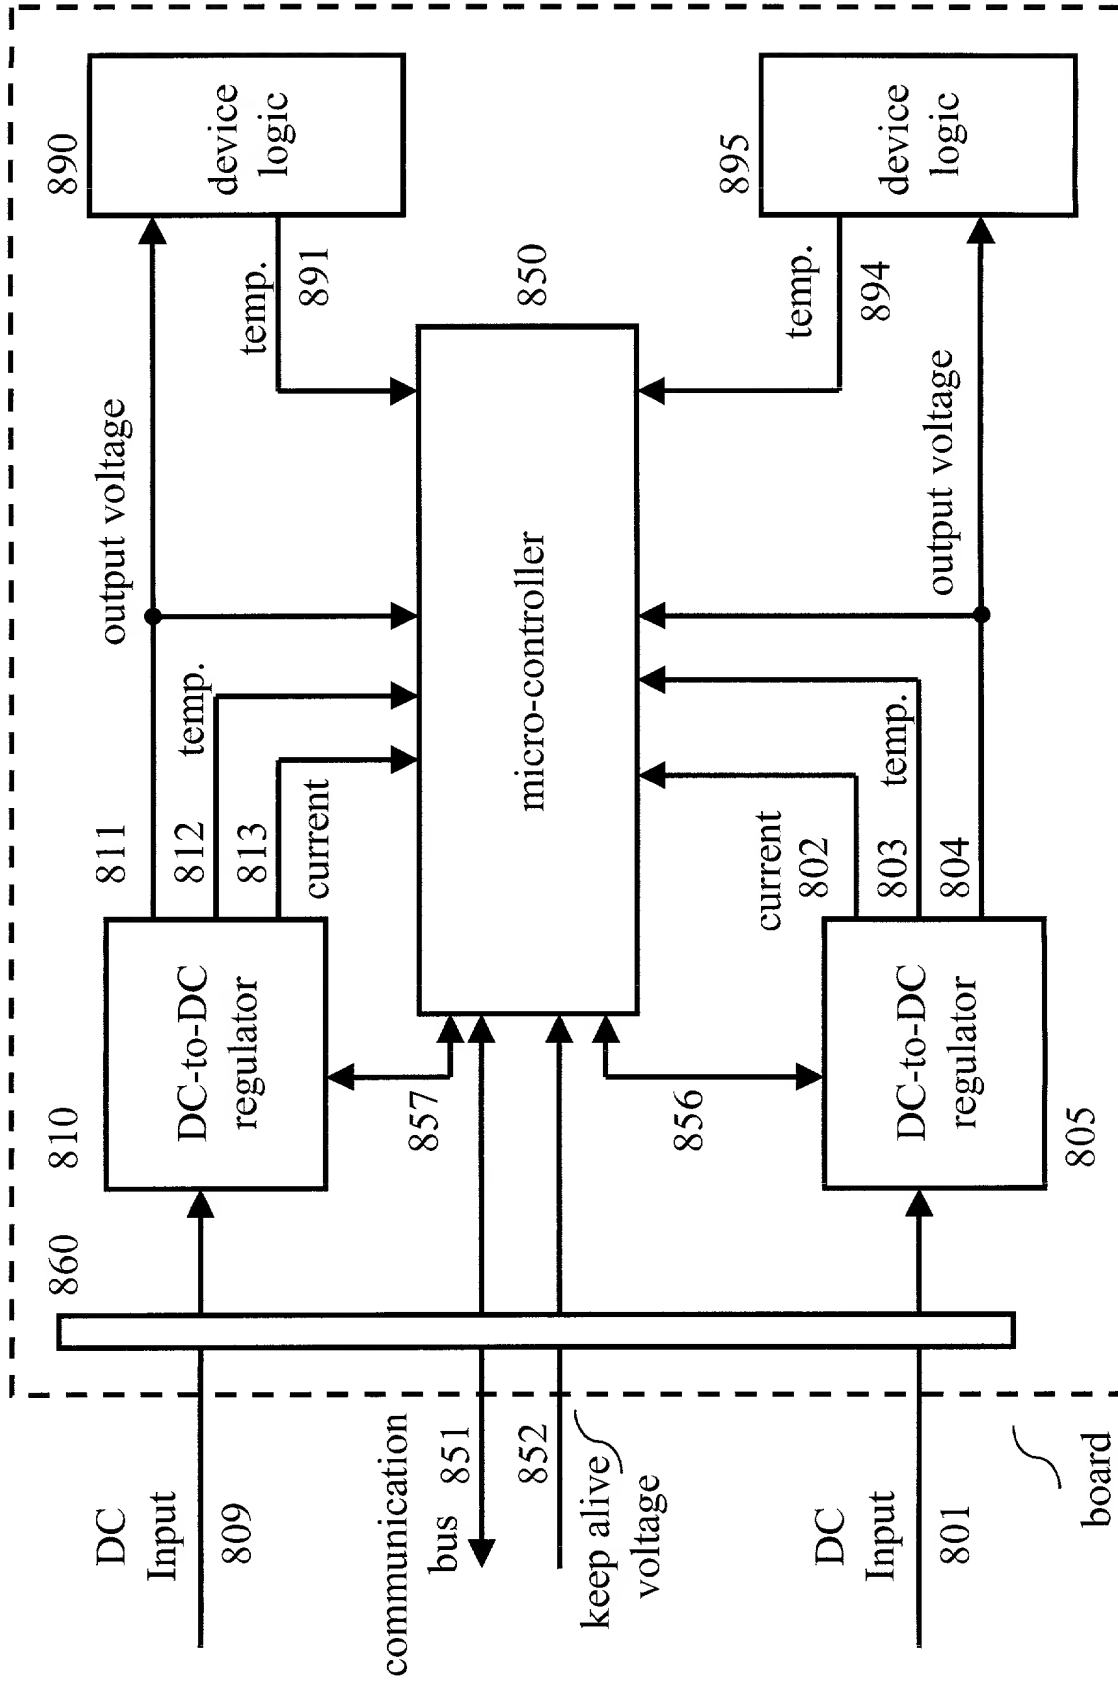 DC
Input
809
communication
bus
851
852
keep alive
voltage
DC
Input
801
board
860
810
DC-to-DC
regulator
857
856
DC-to-DC
regulator
805
811
812
temp.
813
current
current
802
803
temp.
804
output voltage
micro-controller
850
output voltage
temp.
891
temp.
894
890
device
logic
895
device
logic